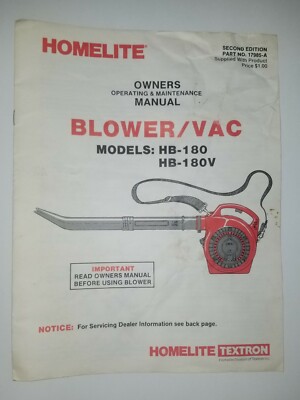 HOMELITE®
SECOND EDITION
PART NO. 17985-A
Supplied With Product
Price $1.00
OWNERS
OPERATING & MAINTENANCE
MANUAL
BLOWER/VAC
MODELS: HB-180
HB-180V
IMPORTANT
READ OWNERS MANUAL
BEFORE USING BLOWER
NOTICE: For Servicing Dealer Information see back page.
HOMELITE TEXTRON